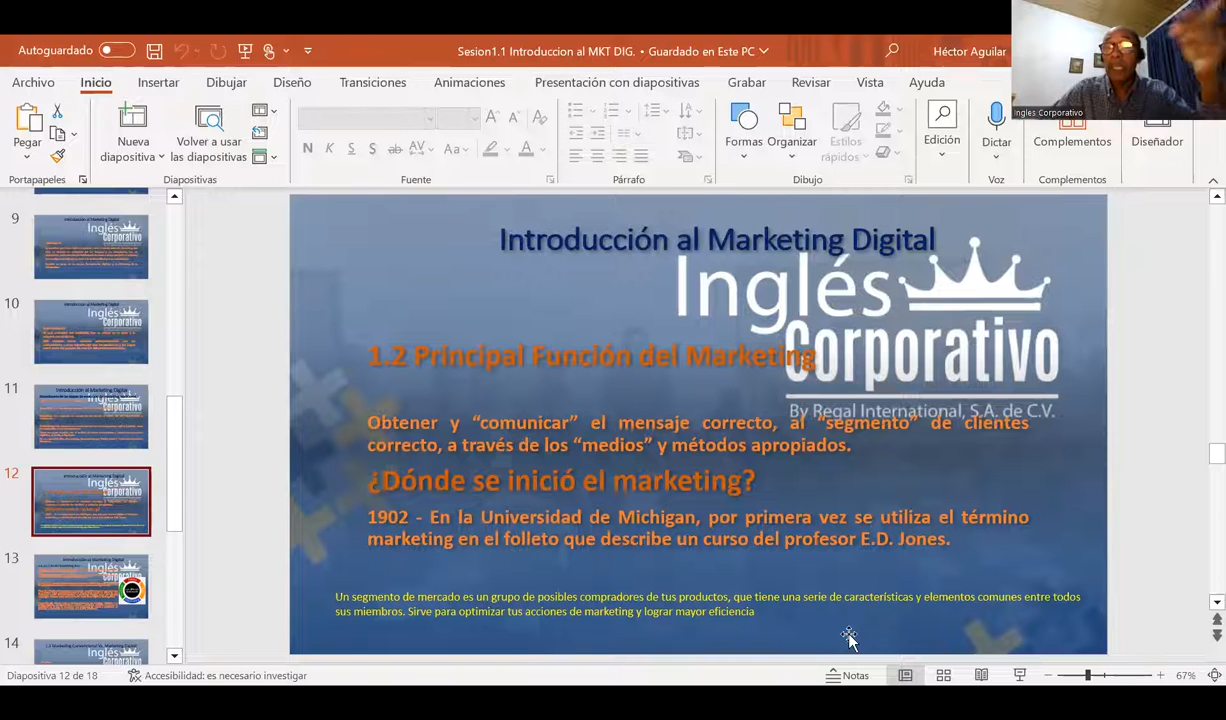 Autoguardado
Sesion1.1 Introduccion al MKT DIG. • Guardado en Este PC
Héctor Aguilar
Ingles Corporativo
Archivo Inicio Insertar Dibujar Diseño Transiciones Animaciones Presentación con diapositivas Grabar Revisar Vista Ayuda
Pegar
Nueva diapositiva
Volver a usar las diapositivas
N K S S ab AV Aa A
Formas
Organizar
Estilos rápidos
Edición
Dictar
Complementos
Diseñador
Portapapeles Diapositivas Fuente Párrafo Dibujo Voz Complementos
9
10
11
12
13
14
Introducción al Marketing Digital
Inglés
Corporativo
By Regal International, S.A. de C.V.
1.2 Principal Función del Marketing
Obtener y “comunicar” el mensaje correcto, al “segmento” de clientes
correcto, a través de los “medios” y métodos apropiados.
¿Dónde se inició el marketing?
1902 - En la Universidad de Michigan, por primera vez se utiliza el término
marketing en el folleto que describe un curso del profesor E.D. Jones.
Un segmento de mercado es un grupo de posibles compradores de tus productos, que tiene una serie de características y elementos comunes entre todos
sus miembros. Sirve para optimizar tus acciones de marketing y lograr mayor eficiencia
Diapositiva 12 de 18
Accesibilidad: es necesario investigar
Notas
67%